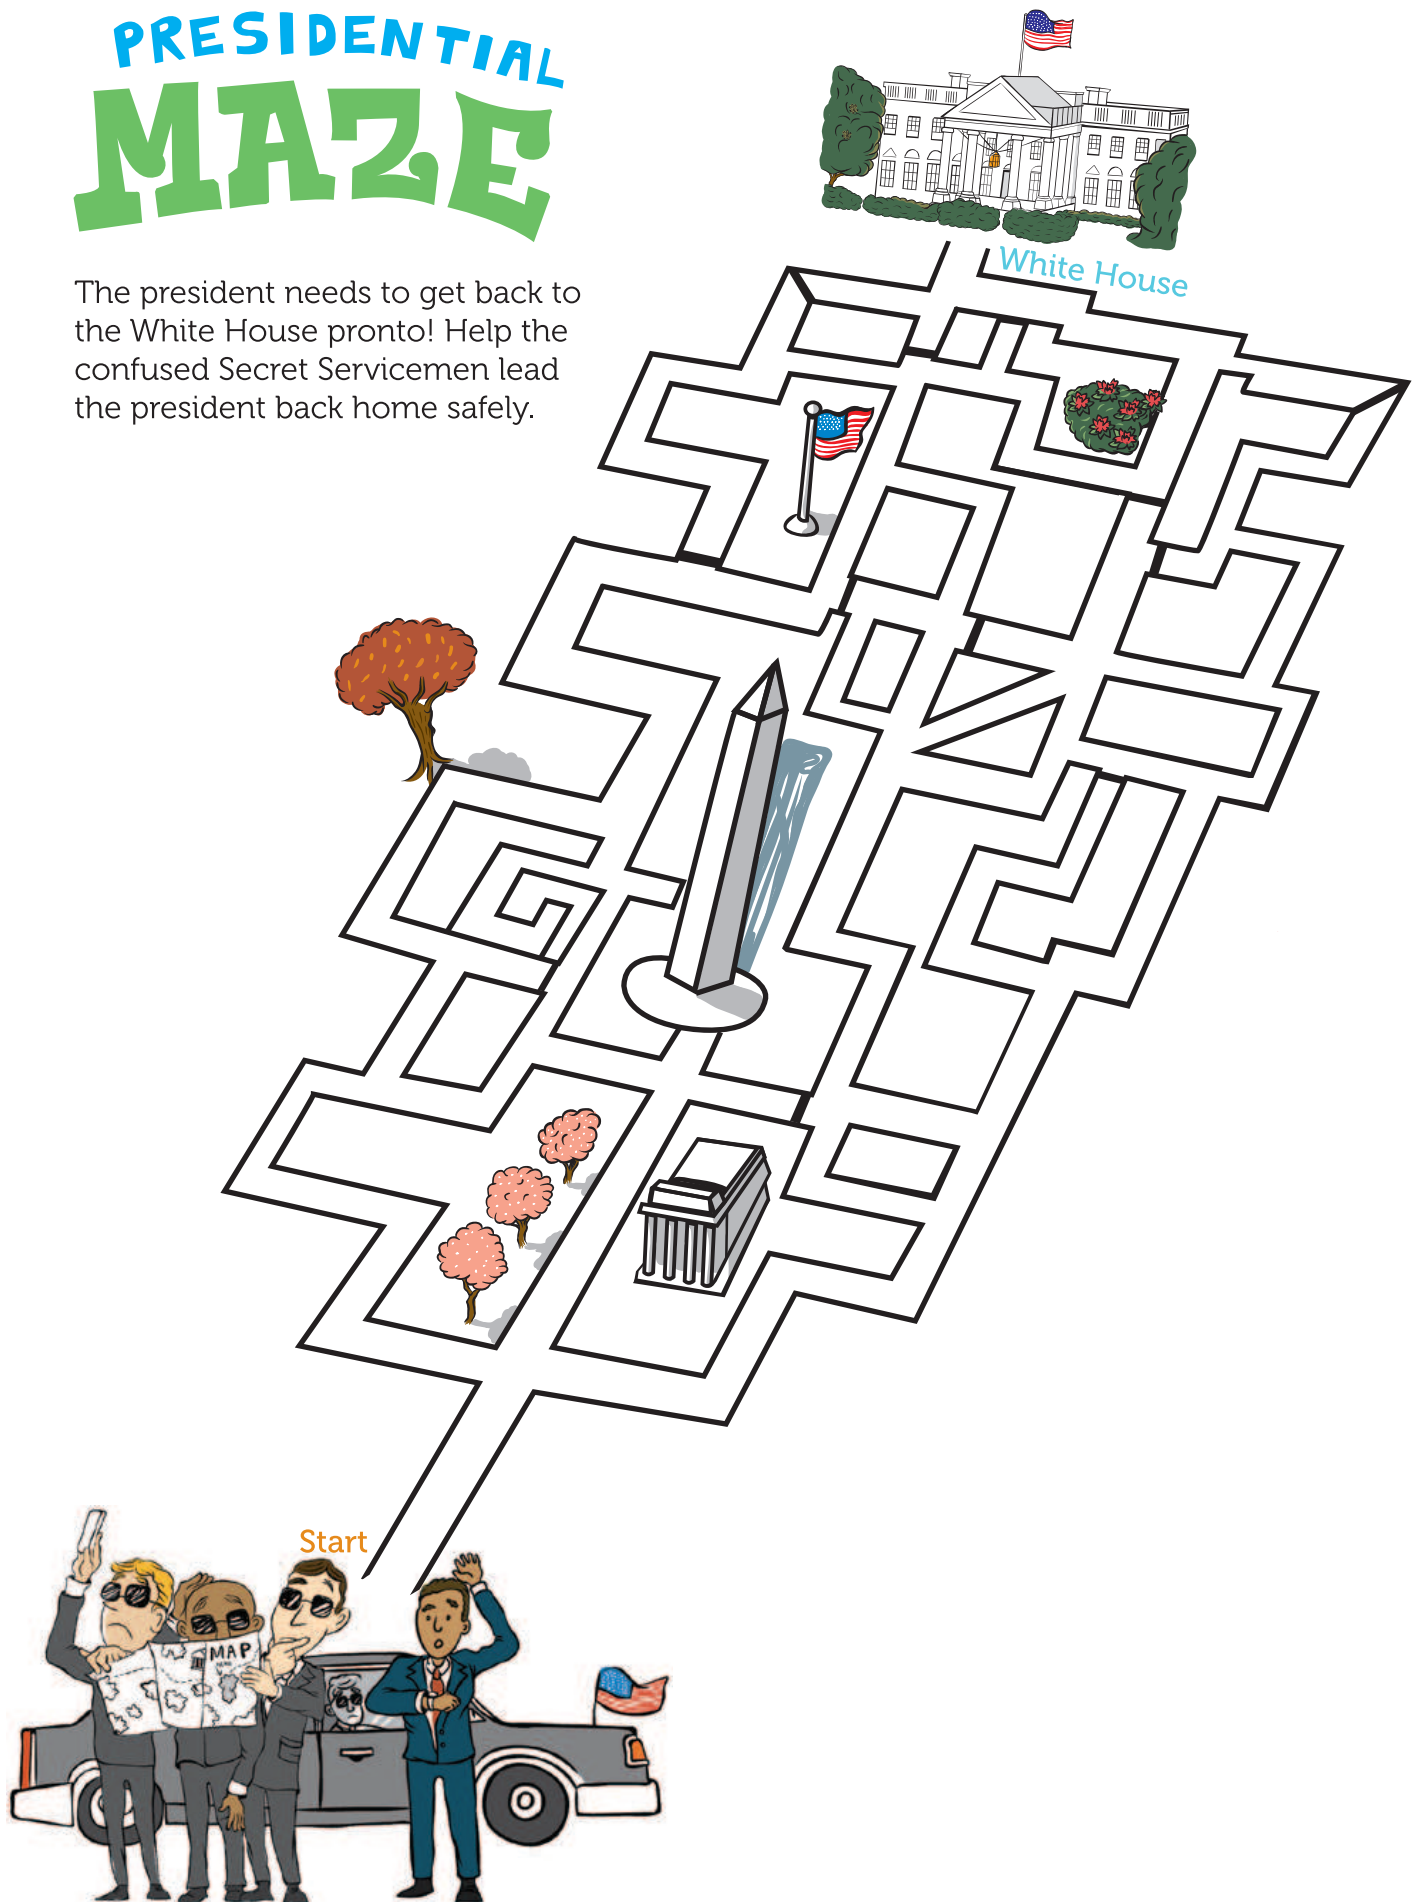 PRESIDENTIAL
MAZE
The president needs to get back to
the White House pronto! Help the
confused Secret Servicemen lead
the president back home safely.
White House
Start
MAP